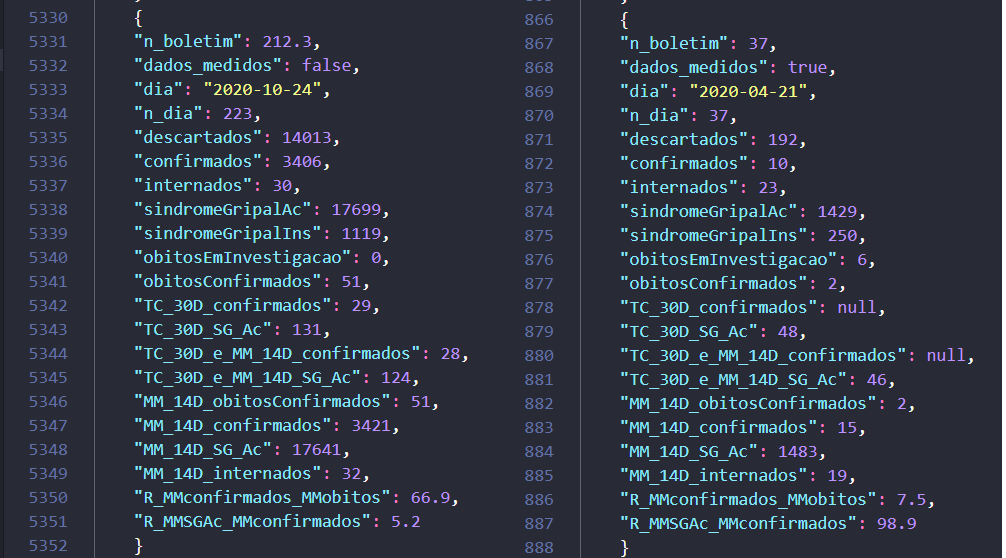 5330 {
5331 "n_boletim": 212.3,
5332 "dados_medidos": false,
5333 "dia": "2020-10-24",
5334 "n_dia": 223,
5335 "descartados": 14013,
5336 "confirmados": 3406,
5337 "internados": 30,
5338 "sindromeGripalAc": 17699,
5339 "sindromeGripalIns": 1119,
5340 "obitosEmInvestigacao": 0,
5341 "obitosConfirmados": 51,
5342 "TC_30D_confirmados": 29,
5343 "TC_30D_SG_Ac": 131,
5344 "TC_30D_e_MM_14D_confirmados": 28,
5345 "TC_30D_e_MM_14D_SG_Ac": 124,
5346 "MM_14D_obitosConfirmados": 51,
5347 "MM_14D_confirmados": 3421,
5348 "MM_14D_SG_Ac": 17641,
5349 "MM_14D_internados": 32,
5350 "R_MMconfirmados_MMobitos": 66.9,
5351 "R_MMSGAc_MMconfirmados": 5.2
5352 }
866 {
867 "n_boletim": 37,
868 "dados_medidos": true,
869 "dia": "2020-04-21",
870 "n_dia": 37,
871 "descartados": 192,
872 "confirmados": 10,
873 "internados": 23,
874 "sindromeGripalAc": 1429,
875 "sindromeGripalIns": 250,
876 "obitosEmInvestigacao": 6,
877 "obitosConfirmados": 2,
878 "TC_30D_confirmados": null,
879 "TC_30D_SG_Ac": 48,
880 "TC_30D_e_MM_14D_confirmados": null,
881 "TC_30D_e_MM_14D_SG_Ac": 46,
882 "MM_14D_obitosConfirmados": 2,
883 "MM_14D_confirmados": 15,
884 "MM_14D_SG_Ac": 1483,
885 "MM_14D_internados": 19,
886 "R_MMconfirmados_MMobitos": 7.5,
887 "R_MMSGAc_MMconfirmados": 98.9
888 }